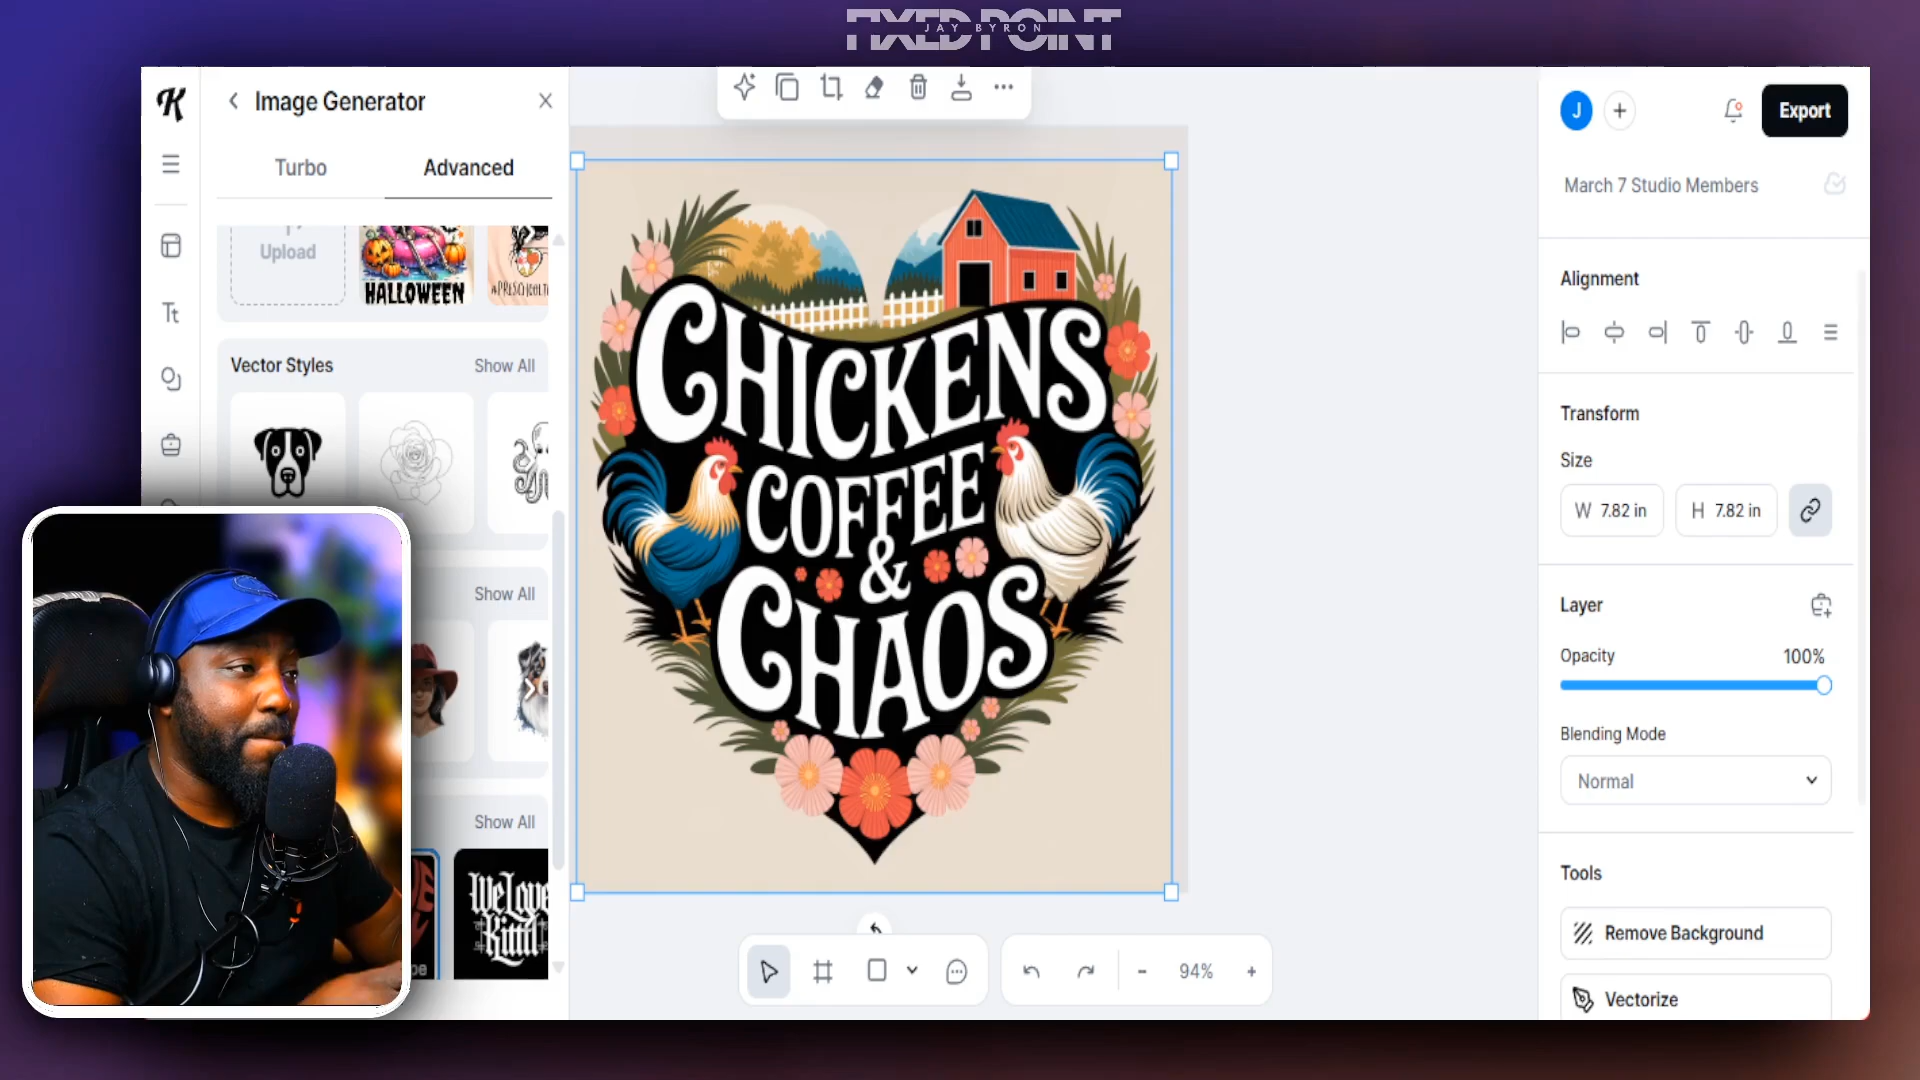 FIXED POINT
JAY BYRON
K
Image Generator
Turbo
Advanced
Upload
HALLOWEEN
Vector Styles
Show All
Show All
Show All
We Love
CHICKENS
COFFEE
&
CHAOS
94%
J
Export
March 7 Studio Members
Alignment
Transform
Size
W 7.82 in
H 7.82 in
Layer
Opacity
100%
Blending Mode
Normal
Tools
Remove Background
Vectorize